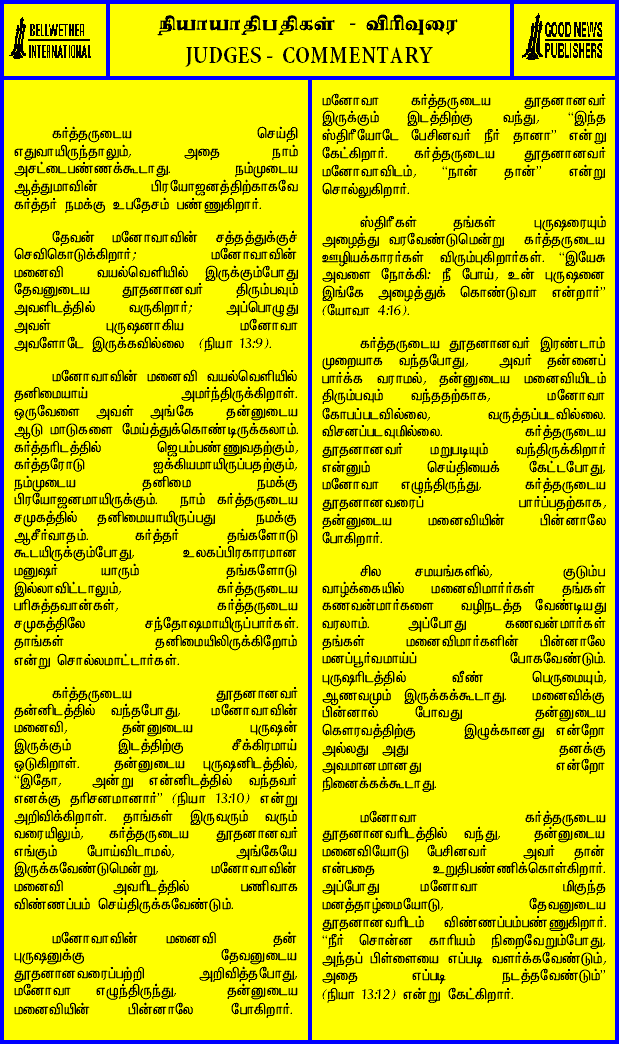 BELLWETHER
INTERNATIONAL
நியாயாதிபதிகள் - விரிவுரை
JUDGES - COMMENTARY
GOOD NEWS
PUBLISHERS
கர்த்தருடைய செய்தி
எதுவாயிருந்தாலும், அதை நாம்
அசட்டைபண்ணக்கூடாது. நம்முடைய
ஆத்துமாவின் பிரயோஜனத்திற்காகவே
கர்த்தர் நமக்கு உபதேசம் பண்ணுகிறார்.
தேவன் மனோவாவின் சத்தத்துக்குச்
செவிகொடுக்கிறார்; மனோவாவின்
மனைவி வயல்வெளியில் இருக்கும்போது
தேவனுடைய தூதனானவர் திரும்பவும்
அவளிடத்தில் வருகிறார்; அப்பொழுது
அவள் புருஷனாகிய மனோவா
அவளோடே இருக்கவில்லை (நியா 13:9).
மனோவாவின் மனைவி வயல்வெளியில்
தனிமையாய் அமர்ந்திருக்கிறாள்.
ஒருவேளை அவள் அங்கே தன்னுடைய
ஆடு மாடுகளை மேய்த்துக்கொண்டிருக்கலாம்.
கர்த்தரிடத்தில் ஜெபம்பண்ணுவதற்கும்,
கர்த்தரோடு ஐக்கியமாயிருப்பதற்கும்,
நம்முடைய தனிமை நமக்கு
பிரயோஜனமாயிருக்கும். நாம் கர்த்தருடைய
சமுகத்தில் தனிமையாயிருப்பது நமக்கு
ஆசீர்வாதம். கர்த்தர் தங்களோடு
கூடயிருக்கும்போது, உலகப்பிரகாரமான
மனுஷர் யாரும் தங்களோடு
இல்லாவிட்டாலும், கர்த்தருடைய
பரிசுத்தவான்கள், கர்த்தருடைய
சமுகத்திலே சந்தோஷமாயிருப்பார்கள்.
தாங்கள் தனிமையிலிருக்கிறோம்
என்று சொல்லமாட்டார்கள்.
கர்த்தருடைய தூதனானவர்
தன்னிடத்தில் வந்தபோது, மனோவாவின்
மனைவி, தன்னுடைய புருஷன்
இருக்கும் இடத்திற்கு சீக்கிரமாய்
ஓடுகிறாள். தன்னுடைய புருஷனிடத்தில்,
“இதோ, அன்று என்னிடத்தில் வந்தவர்
எனக்கு தரிசனமானார்” (நியா 13:10) என்று
அறிவிக்கிறாள். தாங்கள் இருவரும் வரும்
வரையிலும், கர்த்தருடைய தூதனானவர்
எங்கும் போய்விடாமல், அங்கேயே
இருக்கவேண்டுமென்று, மனோவாவின்
மனைவி அவரிடத்தில் பணிவாக
விண்ணப்பம் செய்திருக்கவேண்டும்.
மனோவாவின் மனைவி தன்
புருஷனுக்கு தேவனுடைய
தூதனானவரைப்பற்றி அறிவித்தபோது,
மனோவா எழுந்திருந்து, தன்னுடைய
மனைவியின் பின்னாலே போகிறார்.
மனோவா கர்த்தருடைய தூதனானவர்
இருக்கும் இடத்திற்கு வந்து, “இந்த
ஸ்திரீயோடே பேசினவர் நீர் தானா” என்று
கேட்கிறார். கர்த்தருடைய தூதனானவர்
மனோவாவிடம், “நான் தான்” என்று
சொல்லுகிறார்.
ஸ்திரீகள் தங்கள் புருஷரையும்
அழைத்து வரவேண்டுமென்று கர்த்தருடைய
ஊழியக்காரர்கள் விரும்புகிறார்கள். “இயேசு
அவளை நோக்கி: நீ போய், உன் புருஷனை
இங்கே அழைத்துக் கொண்டுவா என்றார்”
(யோவா 4:16).
கர்த்தருடைய தூதனானவர் இரண்டாம்
முறையாக வந்தபோது, அவர் தன்னைப்
பார்க்க வராமல், தன்னுடைய மனைவியிடம்
திரும்பவும் வந்ததற்காக, மனோவா
கோபப்படவில்லை, வருத்தப்படவில்லை.
விசனப்படவுமில்லை. கர்த்தருடைய
தூதனானவர் மறுபடியும் வந்திருக்கிறார்
என்னும் செய்தியைக் கேட்டபோது,
மனோவா எழுந்திருந்து, கர்த்தருடைய
தூதனானவரைப் பார்ப்பதற்காக,
தன்னுடைய மனைவியின் பின்னாலே
போகிறார்.
சில சமயங்களில், குடும்ப
வாழ்க்கையில் மனைவிமார்ர்கள் தங்கள்
கணவன்மார்களை வழிநடத்த வேண்டியது
வரலாம். அப்போது கணவன்மார்கள்
தங்கள் மனைவிமார்களின் பின்னாலே
மனப்பூர்வமாய்ப் போகவேண்டும்.
புருஷரிடத்தில் வீண் பெருமையும்,
ஆணவமும் இருக்கக்கூடாது. மனைவிக்கு
பின்னால் போவது தன்னுடைய
கௌரவத்திற்கு இழுக்கானது என்றோ
அல்லது அது தனக்கு
அவமானமானது என்றோ
நினைக்கக்கூடாது.
மனோவா கர்த்தருடைய
தூதனானவரிடத்தில் வந்து, தன்னுடைய
மனைவியோடு பேசினவர் அவர் தான்
என்பதை உறுதிபண்ணிக்கொள்கிறார்.
அப்போது மனோவா மிகுந்த
மனத்தாழ்மையோடு, தேவனுடைய
தூதனானவரிடம் விண்ணப்பம்பண்ணுகிறார்.
“நீர் சொன்ன காரியம் நிறைவேறும்போது,
அந்தப் பிள்ளையை எப்படி வளர்க்கவேண்டும்,
அதை எப்படி நடத்தவேண்டும்”
(நியா 13:12) என்று கேட்கிறார்.